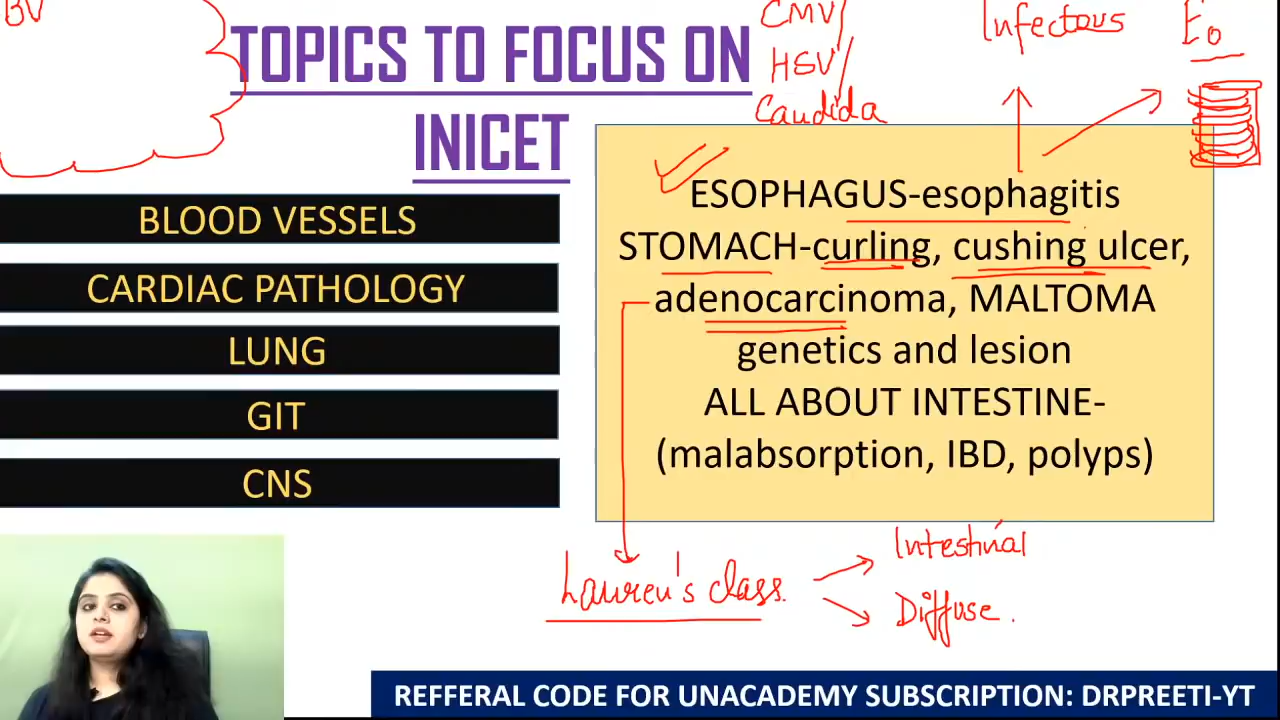 BV
TOPICS TO FOCUS ON
INICET
CMV/
HSV/
Candida
Infectous
Eo
BLOOD VESSELS
CARDIAC PATHOLOGY
LUNG
GIT
CNS
ESOPHAGUS-esophagitis
STOMACH-curling, cushing ulcer,
adenocarcinoma, MALTOMA
genetics and lesion
ALL ABOUT INTESTINE-
(malabsorption, IBD, polyps)
Lauren's class.
Intestinal
Diffuse.
REFFERAL CODE FOR UNACADEMY SUBSCRIPTION: DRPREETI-YT